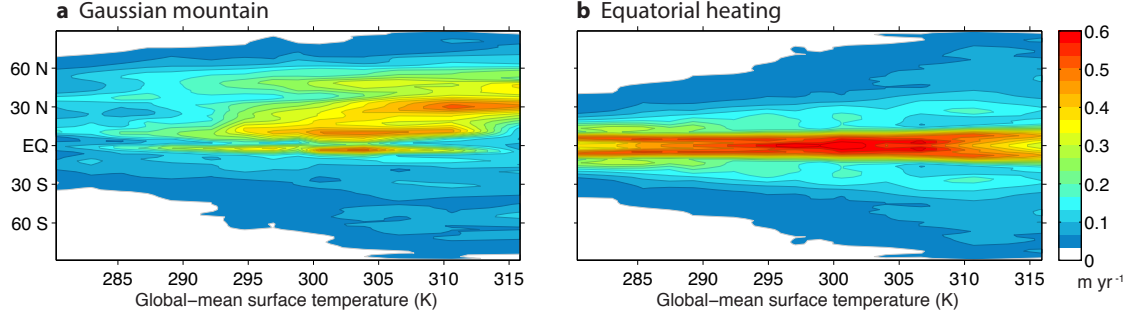 a Gaussian mountain
b Equatorial heating
60 N
30 N
EQ
30 S
60 S
285 290 295 300 305 310 315
Global−mean surface temperature (K)
285 290 295 300 305 310 315
Global−mean surface temperature (K)
0.6
0.5
0.4
0.3
0.2
0.1
0
m yr⁻¹